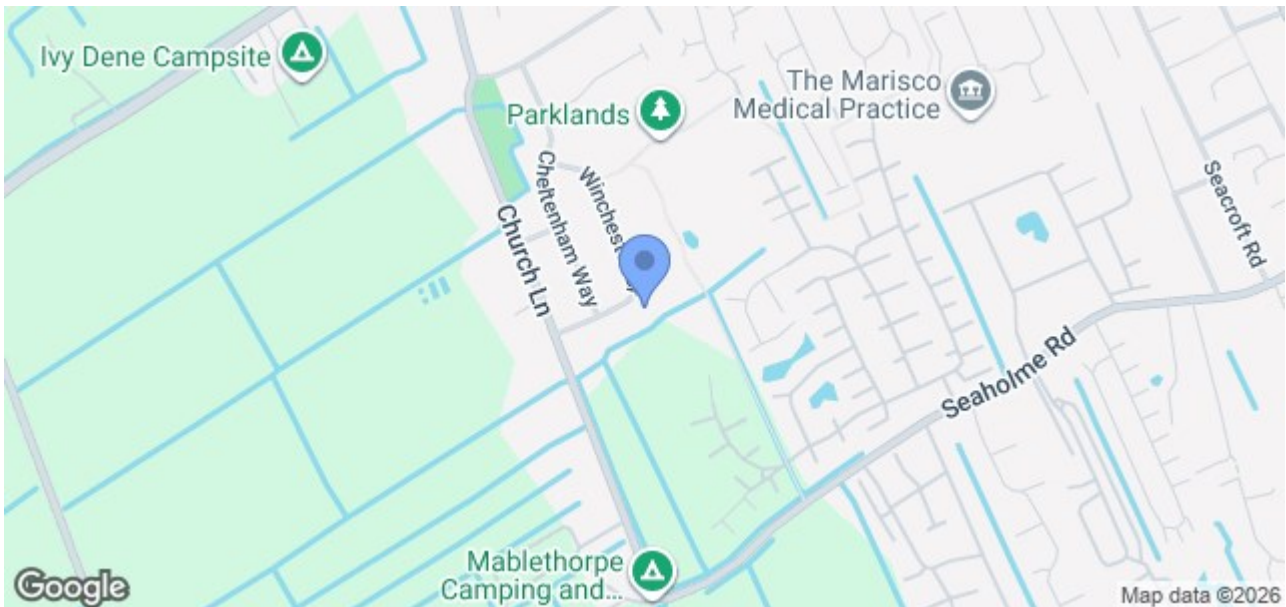 Ivy Dene Campsite
The Marisco
Medical Practice
Parklands
Cheltenham Way
Church Ln
Seacroft Rd
Seaholme Rd
Mablethorpe
Camping and...
Google
Map data ©2026